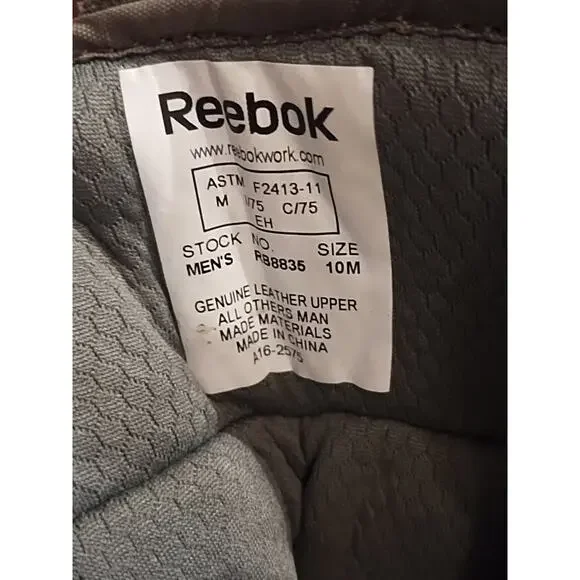 Reebok
www.reebokwork.com
ASTM F2413-11
M I/75 C/75
EH
STOCK NO. SIZE
MEN'S RB8835 10M
GENUINE LEATHER UPPER
ALL OTHERS MAN
MADE MATERIALS
MADE IN CHINA
A16-2575